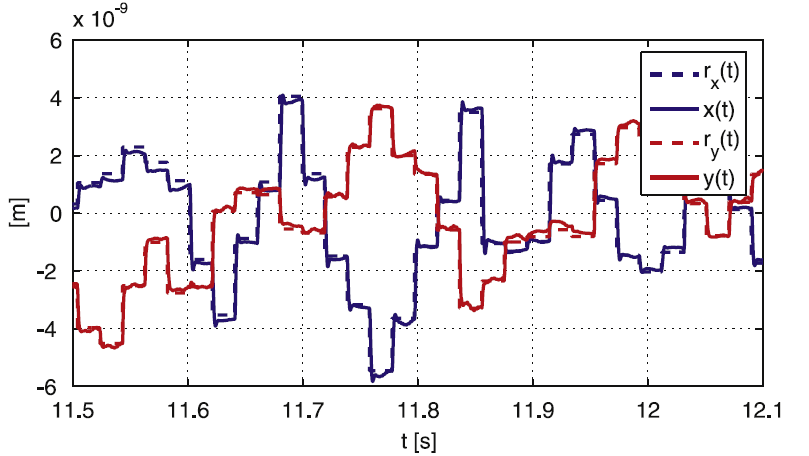 x 10^-9
6
4
2
0
-2
-4
-6
[m]
11.5 11.6 11.7 11.8 11.9 12 12.1
t [s]
r_x(t)
x(t)
r_y(t)
y(t)